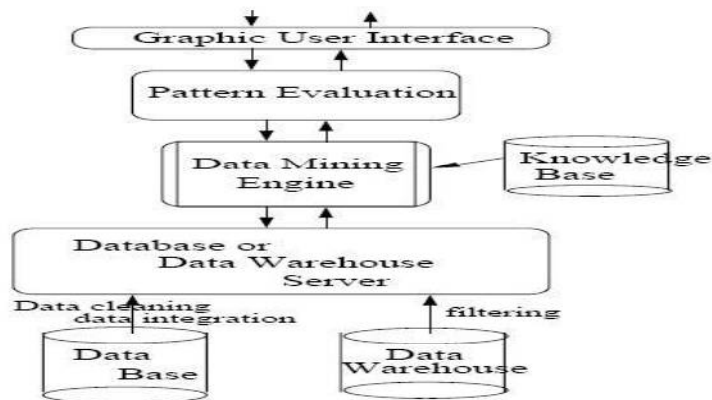 Graphic User Interface
Pattern Evaluation
Data Mining
Engine
Knowledge
Base
Database or
Data Warehouse
Server
Data cleaning
data integration
filtering
Data
Base
Data
Warehouse